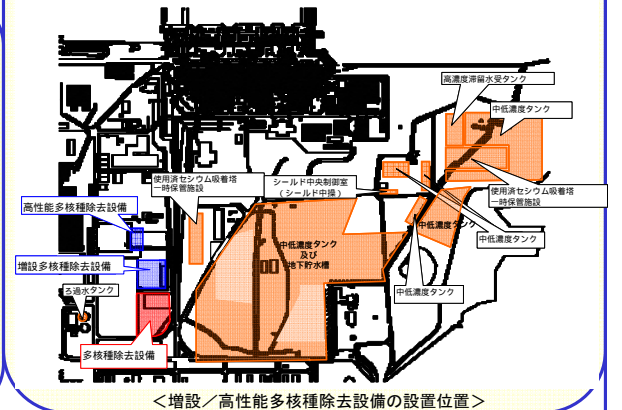 高濃度滞留水受タンク
中低濃度タンク
使用済セシウム吸着塔
一時保管施設
シールド中央制御室
(シールド中操)
使用済セシウム吸着塔
一時保管施設
高性能多核種除去設備
中低濃度タンク
中低濃度タンク
中低濃度タンク
及び
地下貯水槽
増設多核種除去設備
ろ過水タンク
中低濃度タンク
多核種除去設備
<増設/高性能多核種除去設備の設置位置>